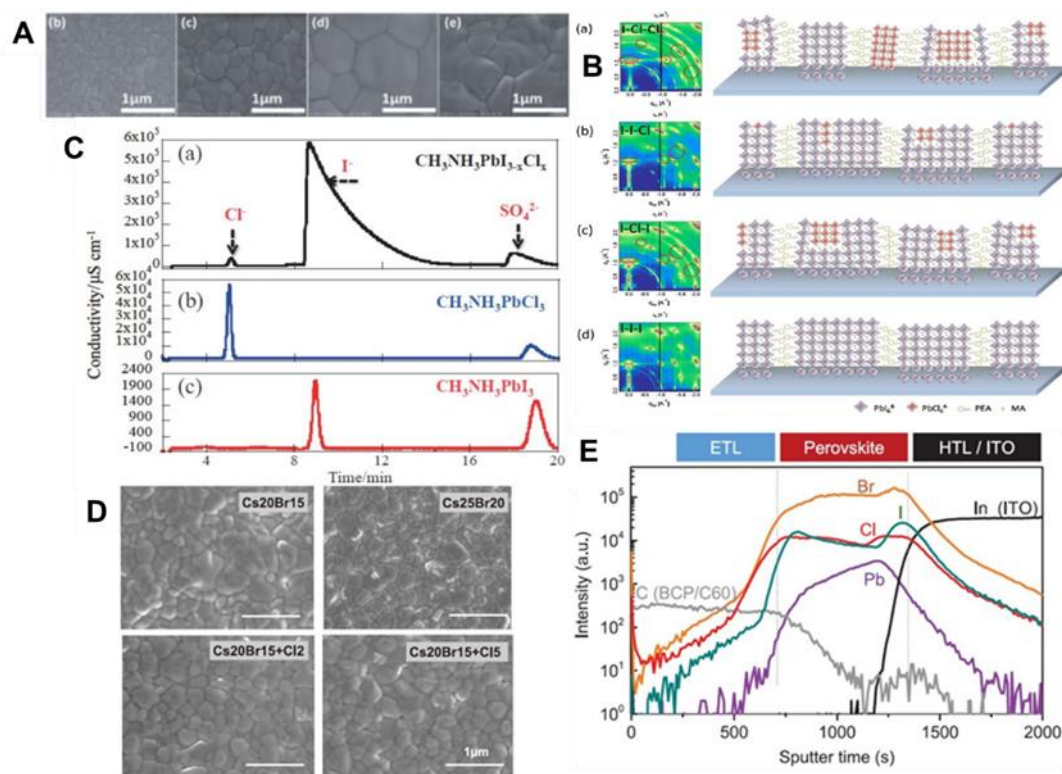 A
(b)
(c)
(d)
(e)
1μm
1μm
1μm
1μm
B
(a)
I-Cl-Cl
(b)
I-I-Cl
(c)
I-Cl-I
(d)
I-I-I
PEA
MA
C
(a)
CH₃NH₃PbI₃₋ₓClₓ
Cl⁻
I⁻
SO₄²⁻
6x10⁵
5x10⁵
4x10⁵
3x10⁵
2x10⁵
1x10⁵
0
Conductivity/μS cm⁻¹
(b)
CH₃NH₃PbCl₃
6x10⁴
5x10⁴
4x10⁴
3x10⁴
2x10⁴
1x10⁴
0
(c)
CH₃NH₃PbI₃
2400
1900
1400
900
400
-100
4
8
12
16
20
Time/min
D
Cs20Br15
Cs25Br20
Cs20Br15+Cl2
Cs20Br15+Cl5
1μm
E
ETL
Perovskite
HTL / ITO
Br
I
In (ITO)
Cl
Pb
C (BCP/C60)
Intensity (a.u.)
10⁵
10⁴
10³
10²
10¹
10⁰
0
500
1000
1500
2000
Sputter time (s)